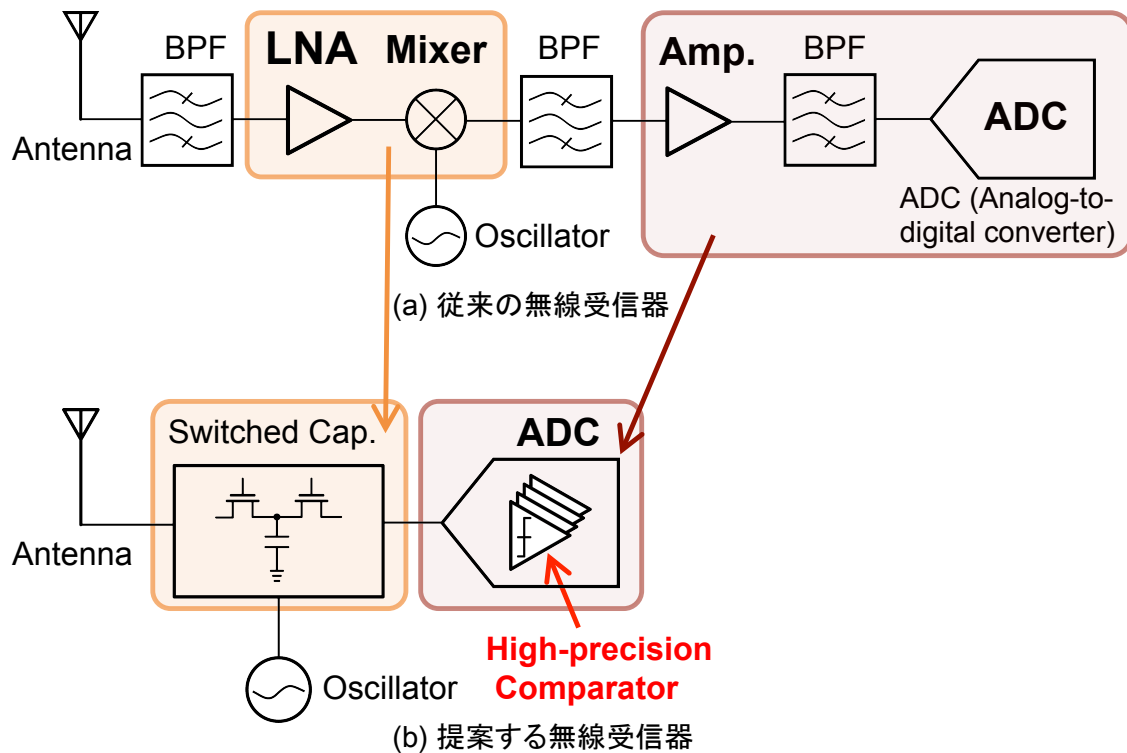 BPF
LNA
Mixer
BPF
Amp.
BPF
ADC
Antenna
ADC (Analog-to-
digital converter)
Oscillator
(a) 従来の無線受信器
Switched Cap.
ADC
Antenna
High-precision
Comparator
Oscillator
(b) 提案する無線受信器